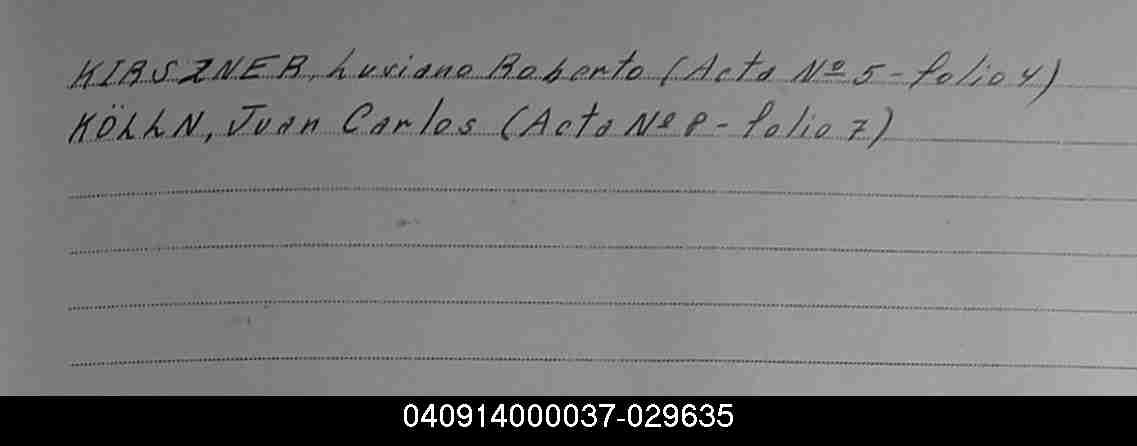 KIRSZNER, Luciano Roberto (Acta Nº 5 - folio 4)
KÖLLN, Juan Carlos (Acta Nº 8 - folio 7)
040914000037-029635